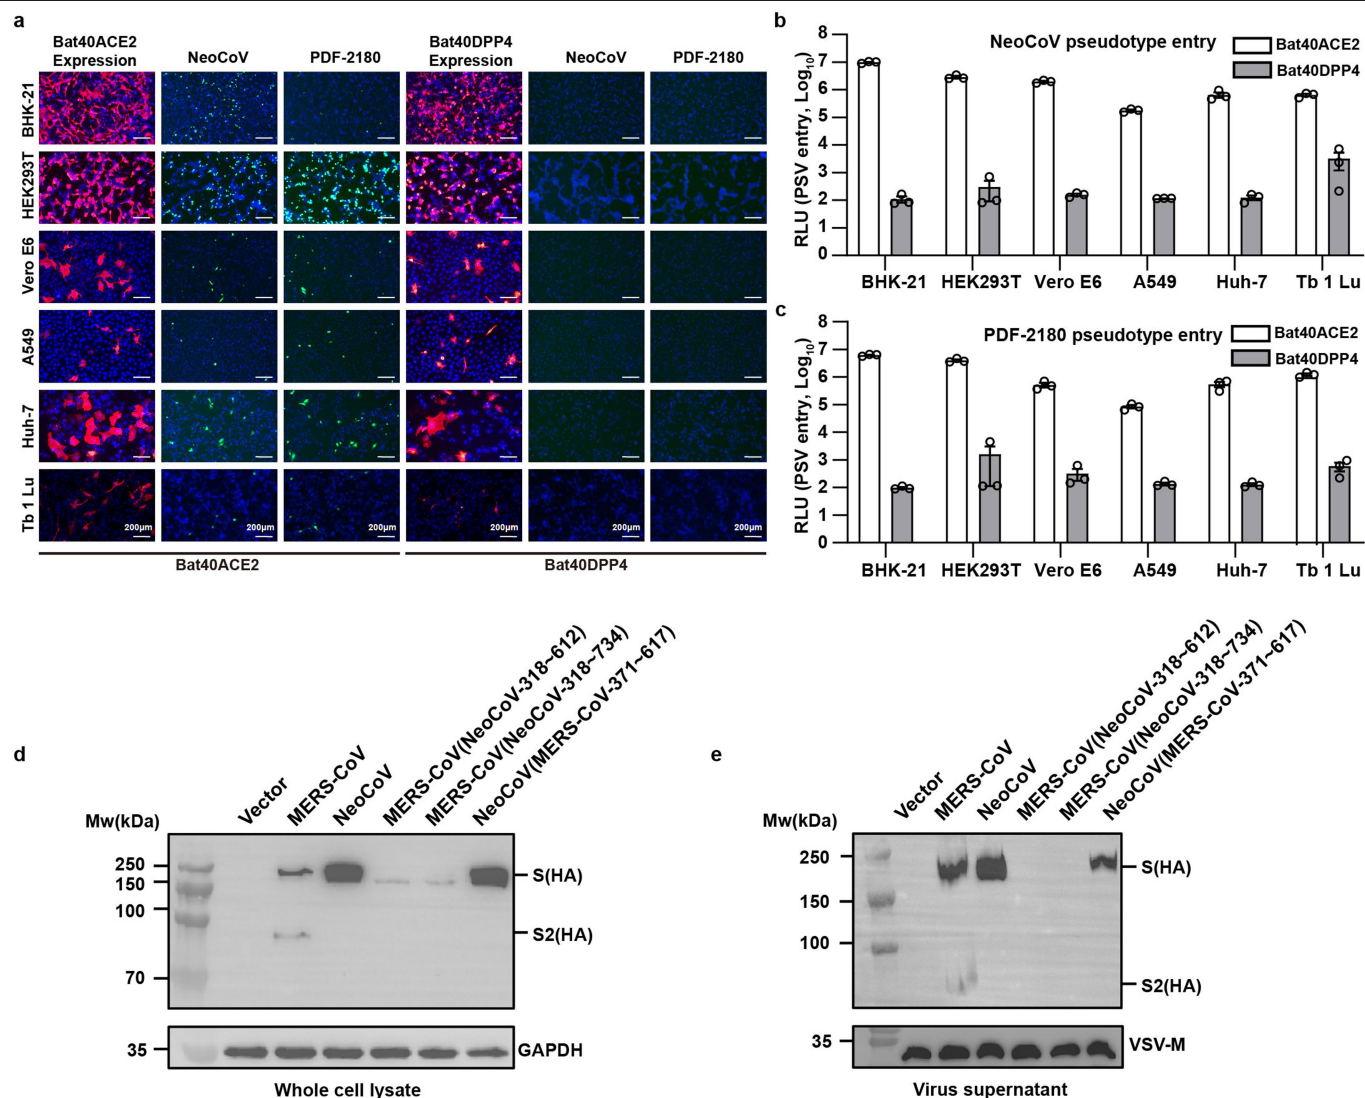 a
Bat40ACE2
Expression
NeoCoV
PDF-2180
Bat40DPP4
Expression
NeoCoV
PDF-2180
BHK-21
HEK293T
Vero E6
A549
Huh-7
Tb 1 Lu
200μm
200μm
200μm
200μm
200μm
200μm
Bat40ACE2
Bat40DPP4
b
NeoCoV pseudotype entry
Bat40ACE2
Bat40DPP4
RLU (PSV entry, Log10)
8
7
6
5
4
3
2
1
0
BHK-21 HEK293T Vero E6 A549 Huh-7 Tb 1 Lu
c
PDF-2180 pseudotype entry
Bat40ACE2
Bat40DPP4
RLU (PSV entry, Log10)
8
7
6
5
4
3
2
1
0
BHK-21 HEK293T Vero E6 A549 Huh-7 Tb 1 Lu
d
Vector
MERS-CoV
NeoCoV
MERS-CoV(NeoCoV-318~612)
MERS-CoV(NeoCoV-318~734)
NeoCoV(MERS-CoV-371~617)
Mw(kDa)
250
150
100
70
35
S(HA)
S2(HA)
GAPDH
Whole cell lysate
e
Vector
MERS-CoV
NeoCoV
MERS-CoV(NeoCoV-318~612)
MERS-CoV(NeoCoV-318~734)
NeoCoV(MERS-CoV-371~617)
Mw(kDa)
250
150
100
35
S(HA)
S2(HA)
VSV-M
Virus supernatant